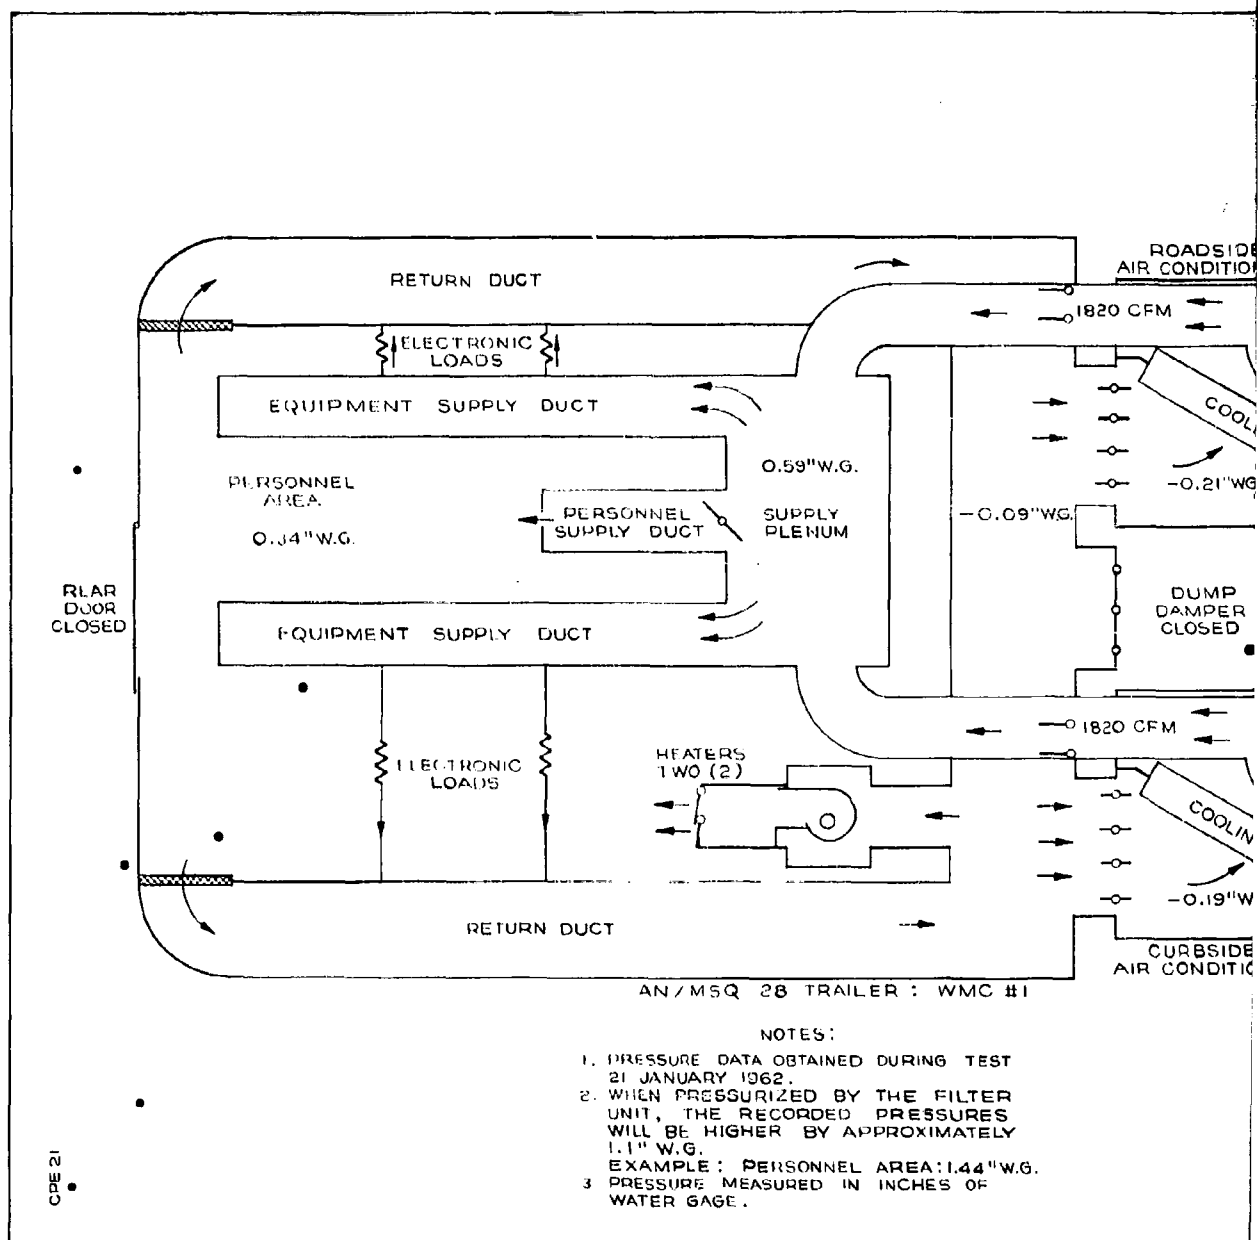 ROADSIDE
AIR CONDITION
RETURN DUCT
1820 CFM
ELECTRONIC
LOADS
EQUIPMENT SUPPLY DUCT
COOL
0.59"W.G.
-0.21"WG
PERSONNEL
AREA
0.34"W.G.
PERSONNEL
SUPPLY DUCT
SUPPLY
PLENUM
-0.09"W.G.
REAR
DOOR
CLOSED
DUMP
DAMPER
CLOSED
EQUIPMENT SUPPLY DUCT
1820 CFM
ELECTRONIC
LOADS
HEATERS
TWO (2)
COOLIN
-0.19"W
RETURN DUCT
CURBSIDE
AIR CONDITIO
AN/MSQ 28 TRAILER : WMC #1
NOTES:
1. PRESSURE DATA OBTAINED DURING TEST
21 JANUARY 1962.
2. WHEN PRESSURIZED BY THE FILTER
UNIT, THE RECORDED PRESSURES
WILL BE HIGHER BY APPROXIMATELY
1.1" W.G.
EXAMPLE: PERSONNEL AREA: 1.44"W.G.
3 PRESSURE MEASURED IN INCHES OF
WATER GAGE.
CPE 21